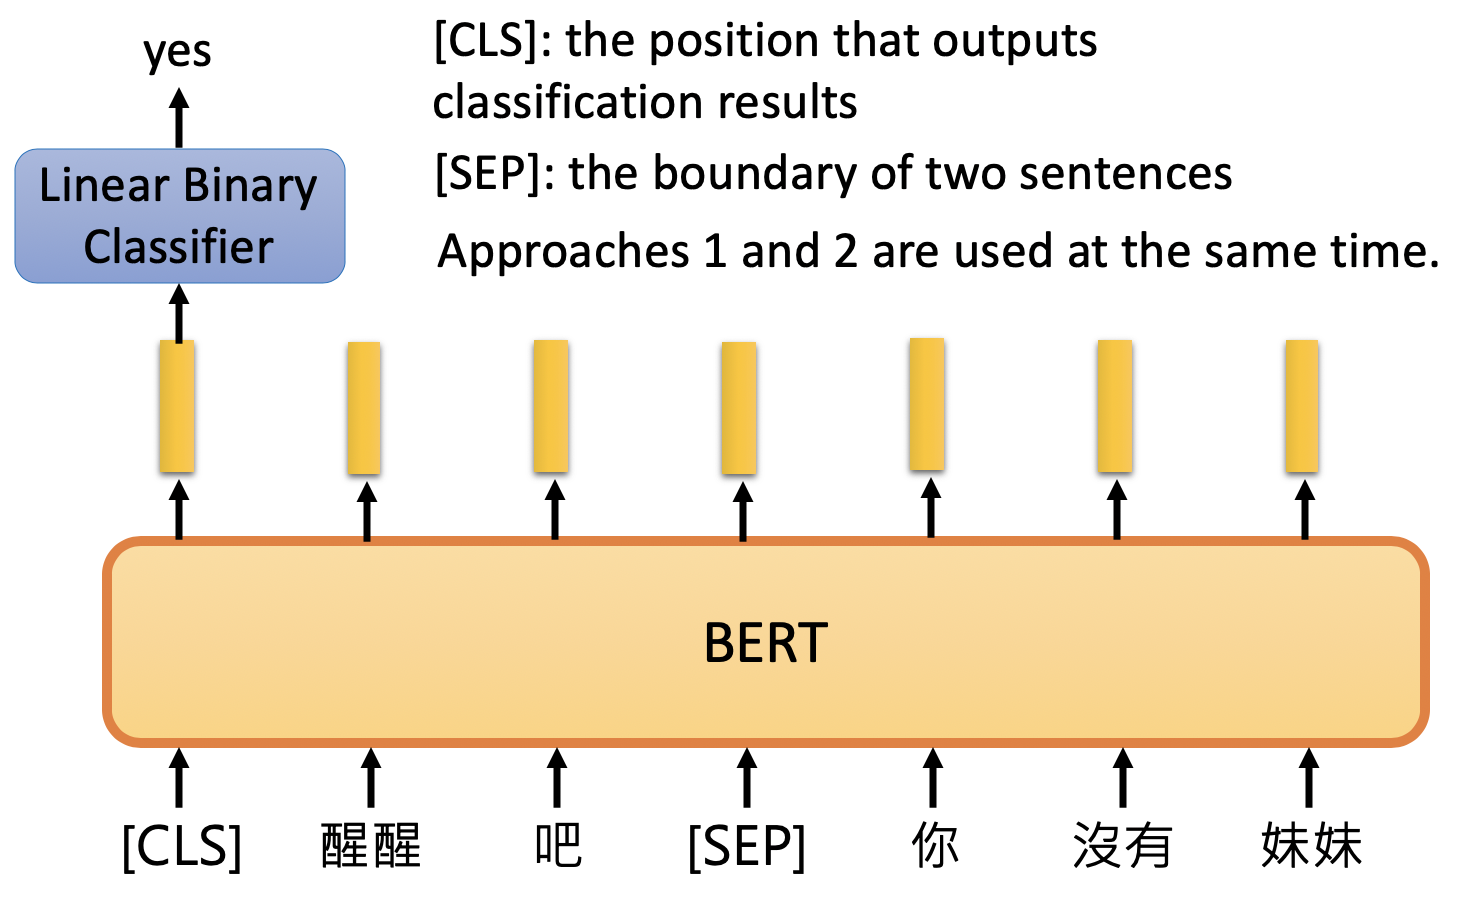 yes
[CLS]: the position that outputs
classification results
Linear Binary
Classifier
[SEP]: the boundary of two sentences
Approaches 1 and 2 are used at the same time.
BERT
[CLS] 醒醒 吧 [SEP] 你 沒有 妹妹